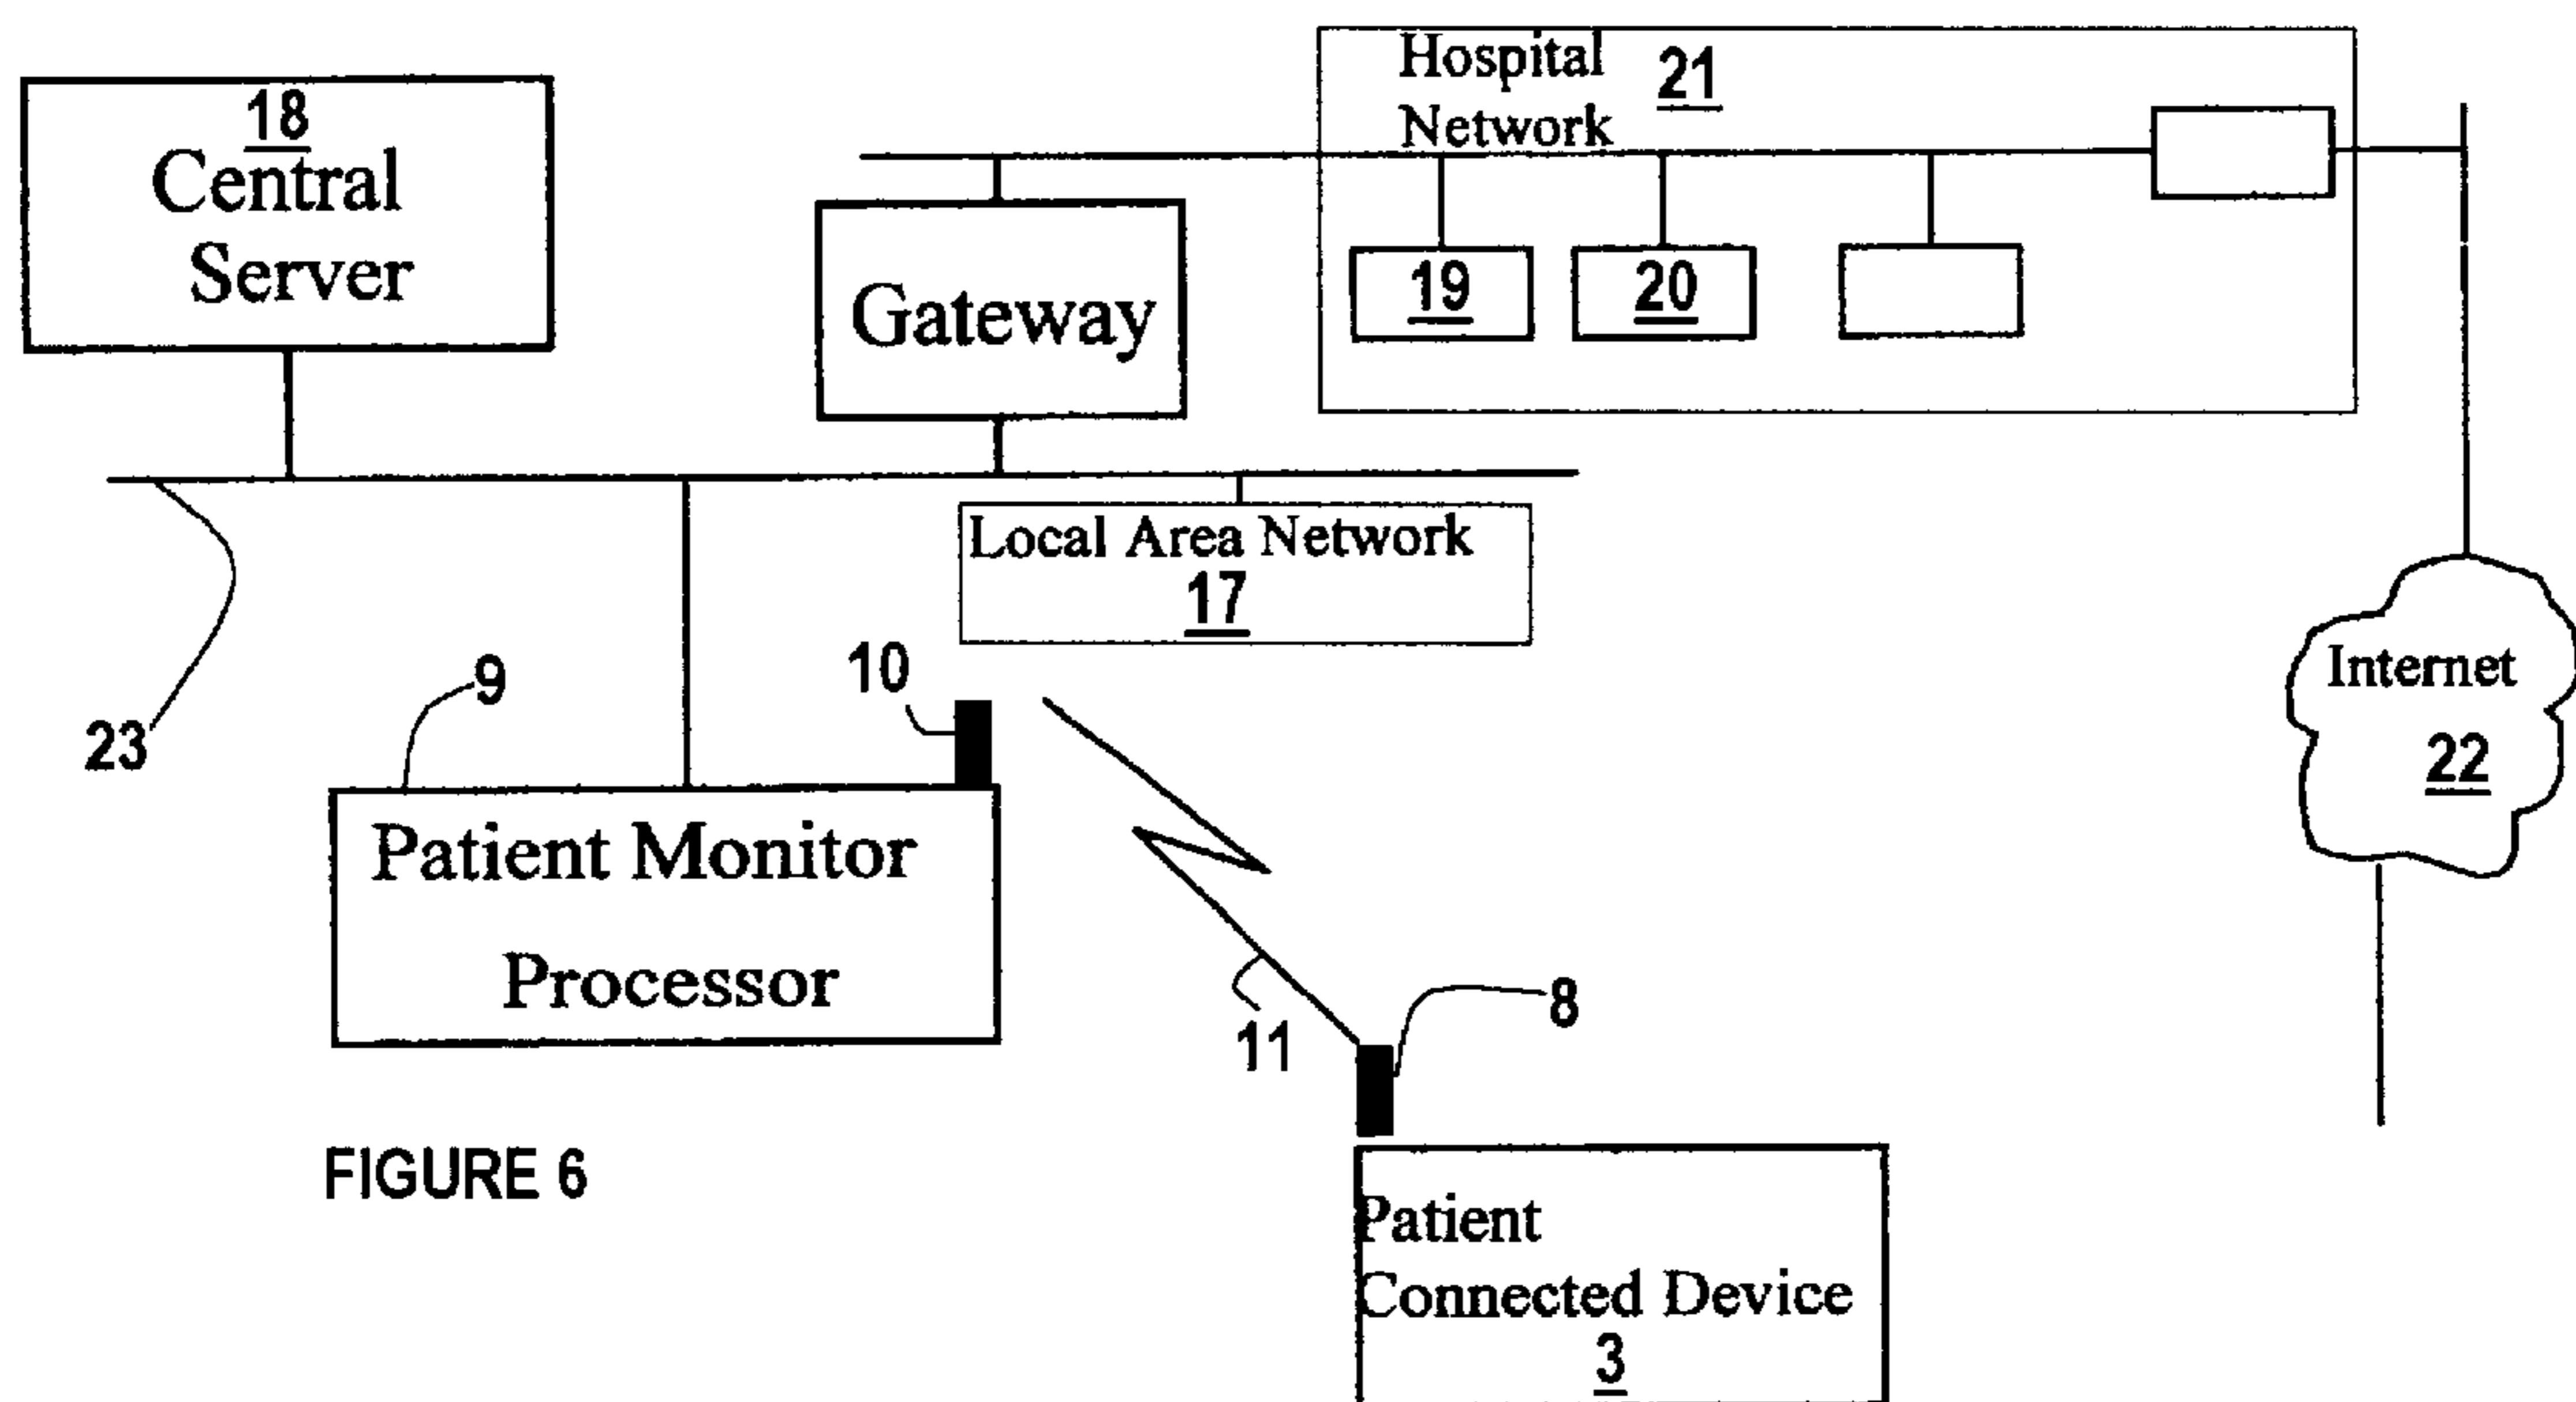 Hospital 21
Network
18
Central
Server
Gateway
19
20
Local Area Network
17
10
9
23
Internet
22
Patient Monitor
Processor
11
8
FIGURE 6
Patient
Connected Device
3